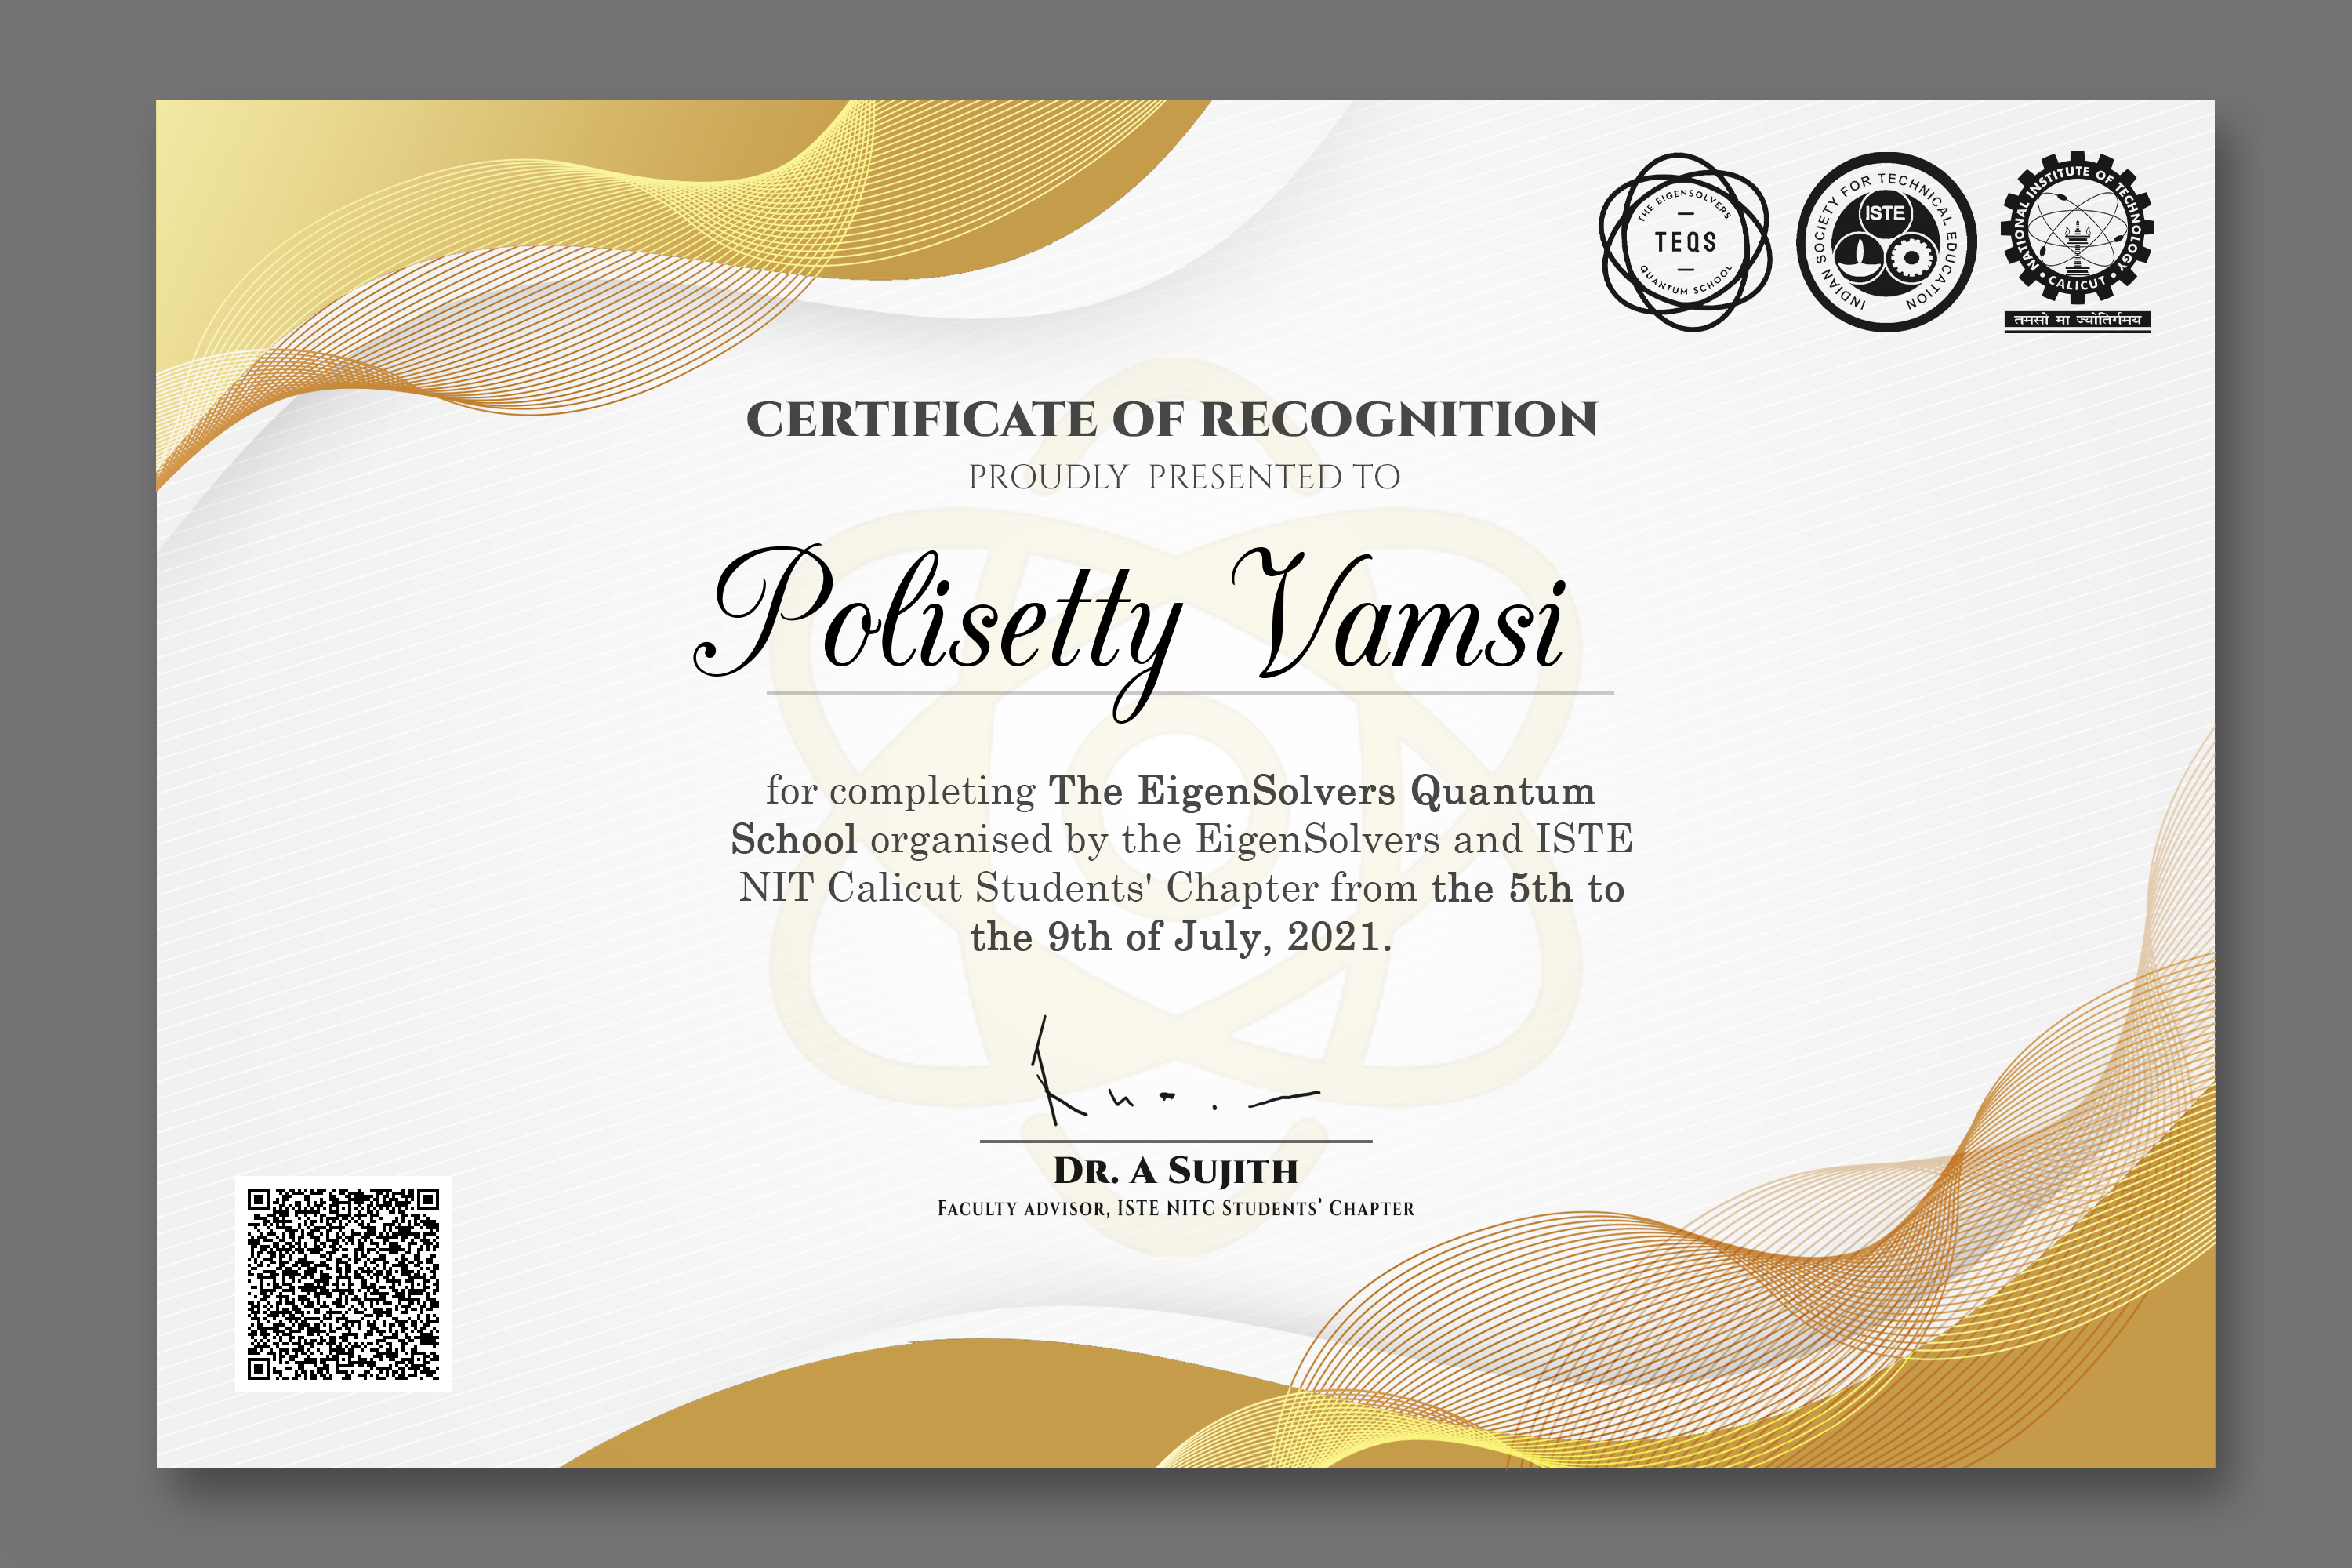 THE EIGENSOLVERS
TEQS
QUANTUM SCHOOL
INDIAN SOCIETY FOR TECHNICAL EDUCATION
ISTE
NATIONAL INSTITUTE OF TECHNOLOGY
• CALICUT •
तमसो मा ज्योतिर्गमय
CERTIFICATE OF RECOGNITION
PROUDLY PRESENTED TO
Polisetty Vamsi
for completing The EigenSolvers Quantum
School organised by the EigenSolvers and ISTE
NIT Calicut Students' Chapter from the 5th to
the 9th of July, 2021.
DR. A SUJITH
FACULTY ADVISOR, ISTE NITC STUDENTS’ CHAPTER